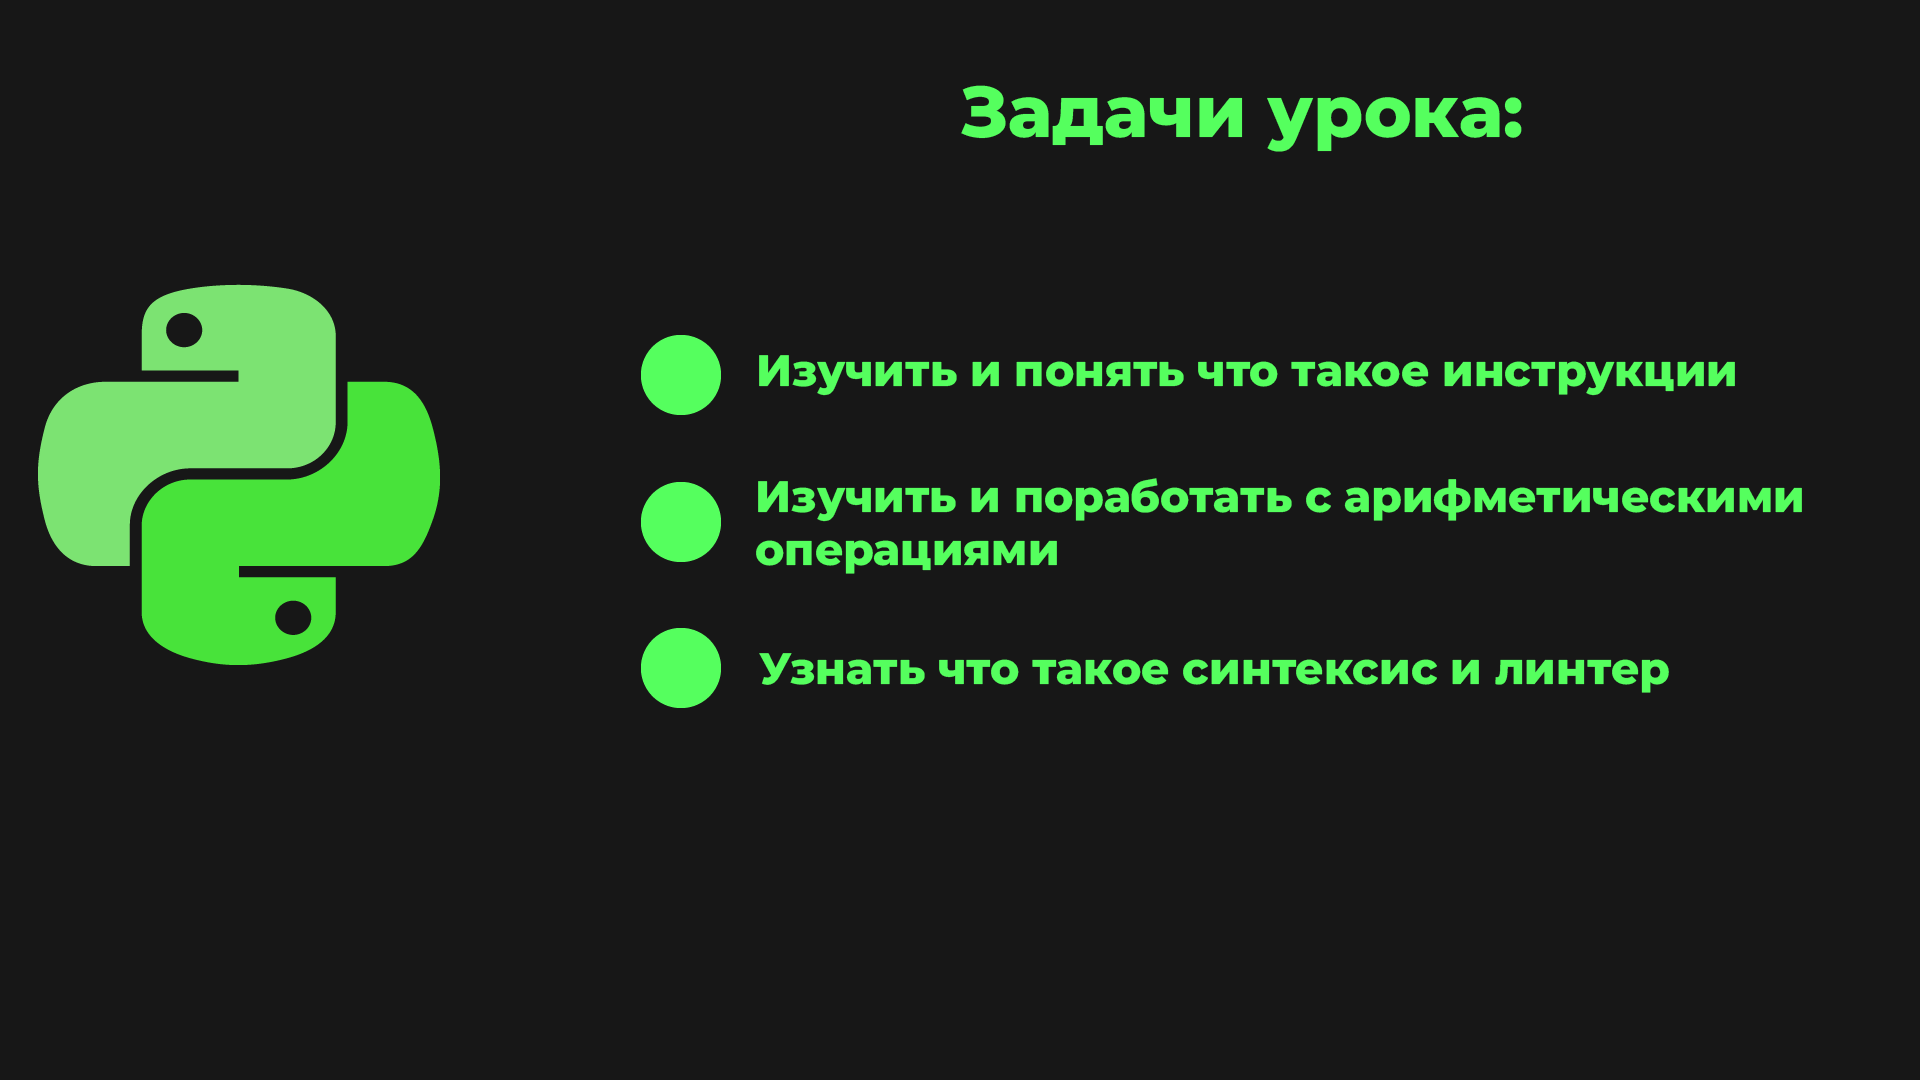 Задачи урока:
Изучить и понять что такое инструкции
Изучить и поработать с арифметическими
операциями
Узнать что такое синтексис и линтер